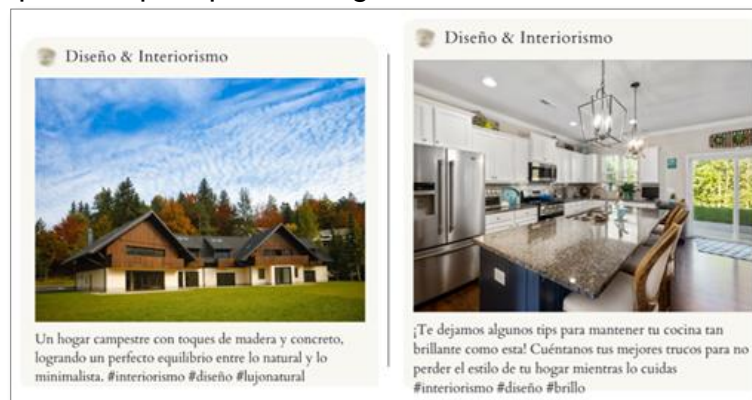 Diseño & Interiorismo
Un hogar campestre con toques de madera y concreto,
logrando un perfecto equilibrio entre lo natural y lo
minimalista. #interiorismo #diseño #lujonatural
Diseño & Interiorismo
¡Te dejamos algunos tips para mantener tu cocina tan
brillante como esta! Cuéntanos tus mejores trucos para no
perder el estilo de tu hogar mientras lo cuidas
#interiorismo #diseño #brillo